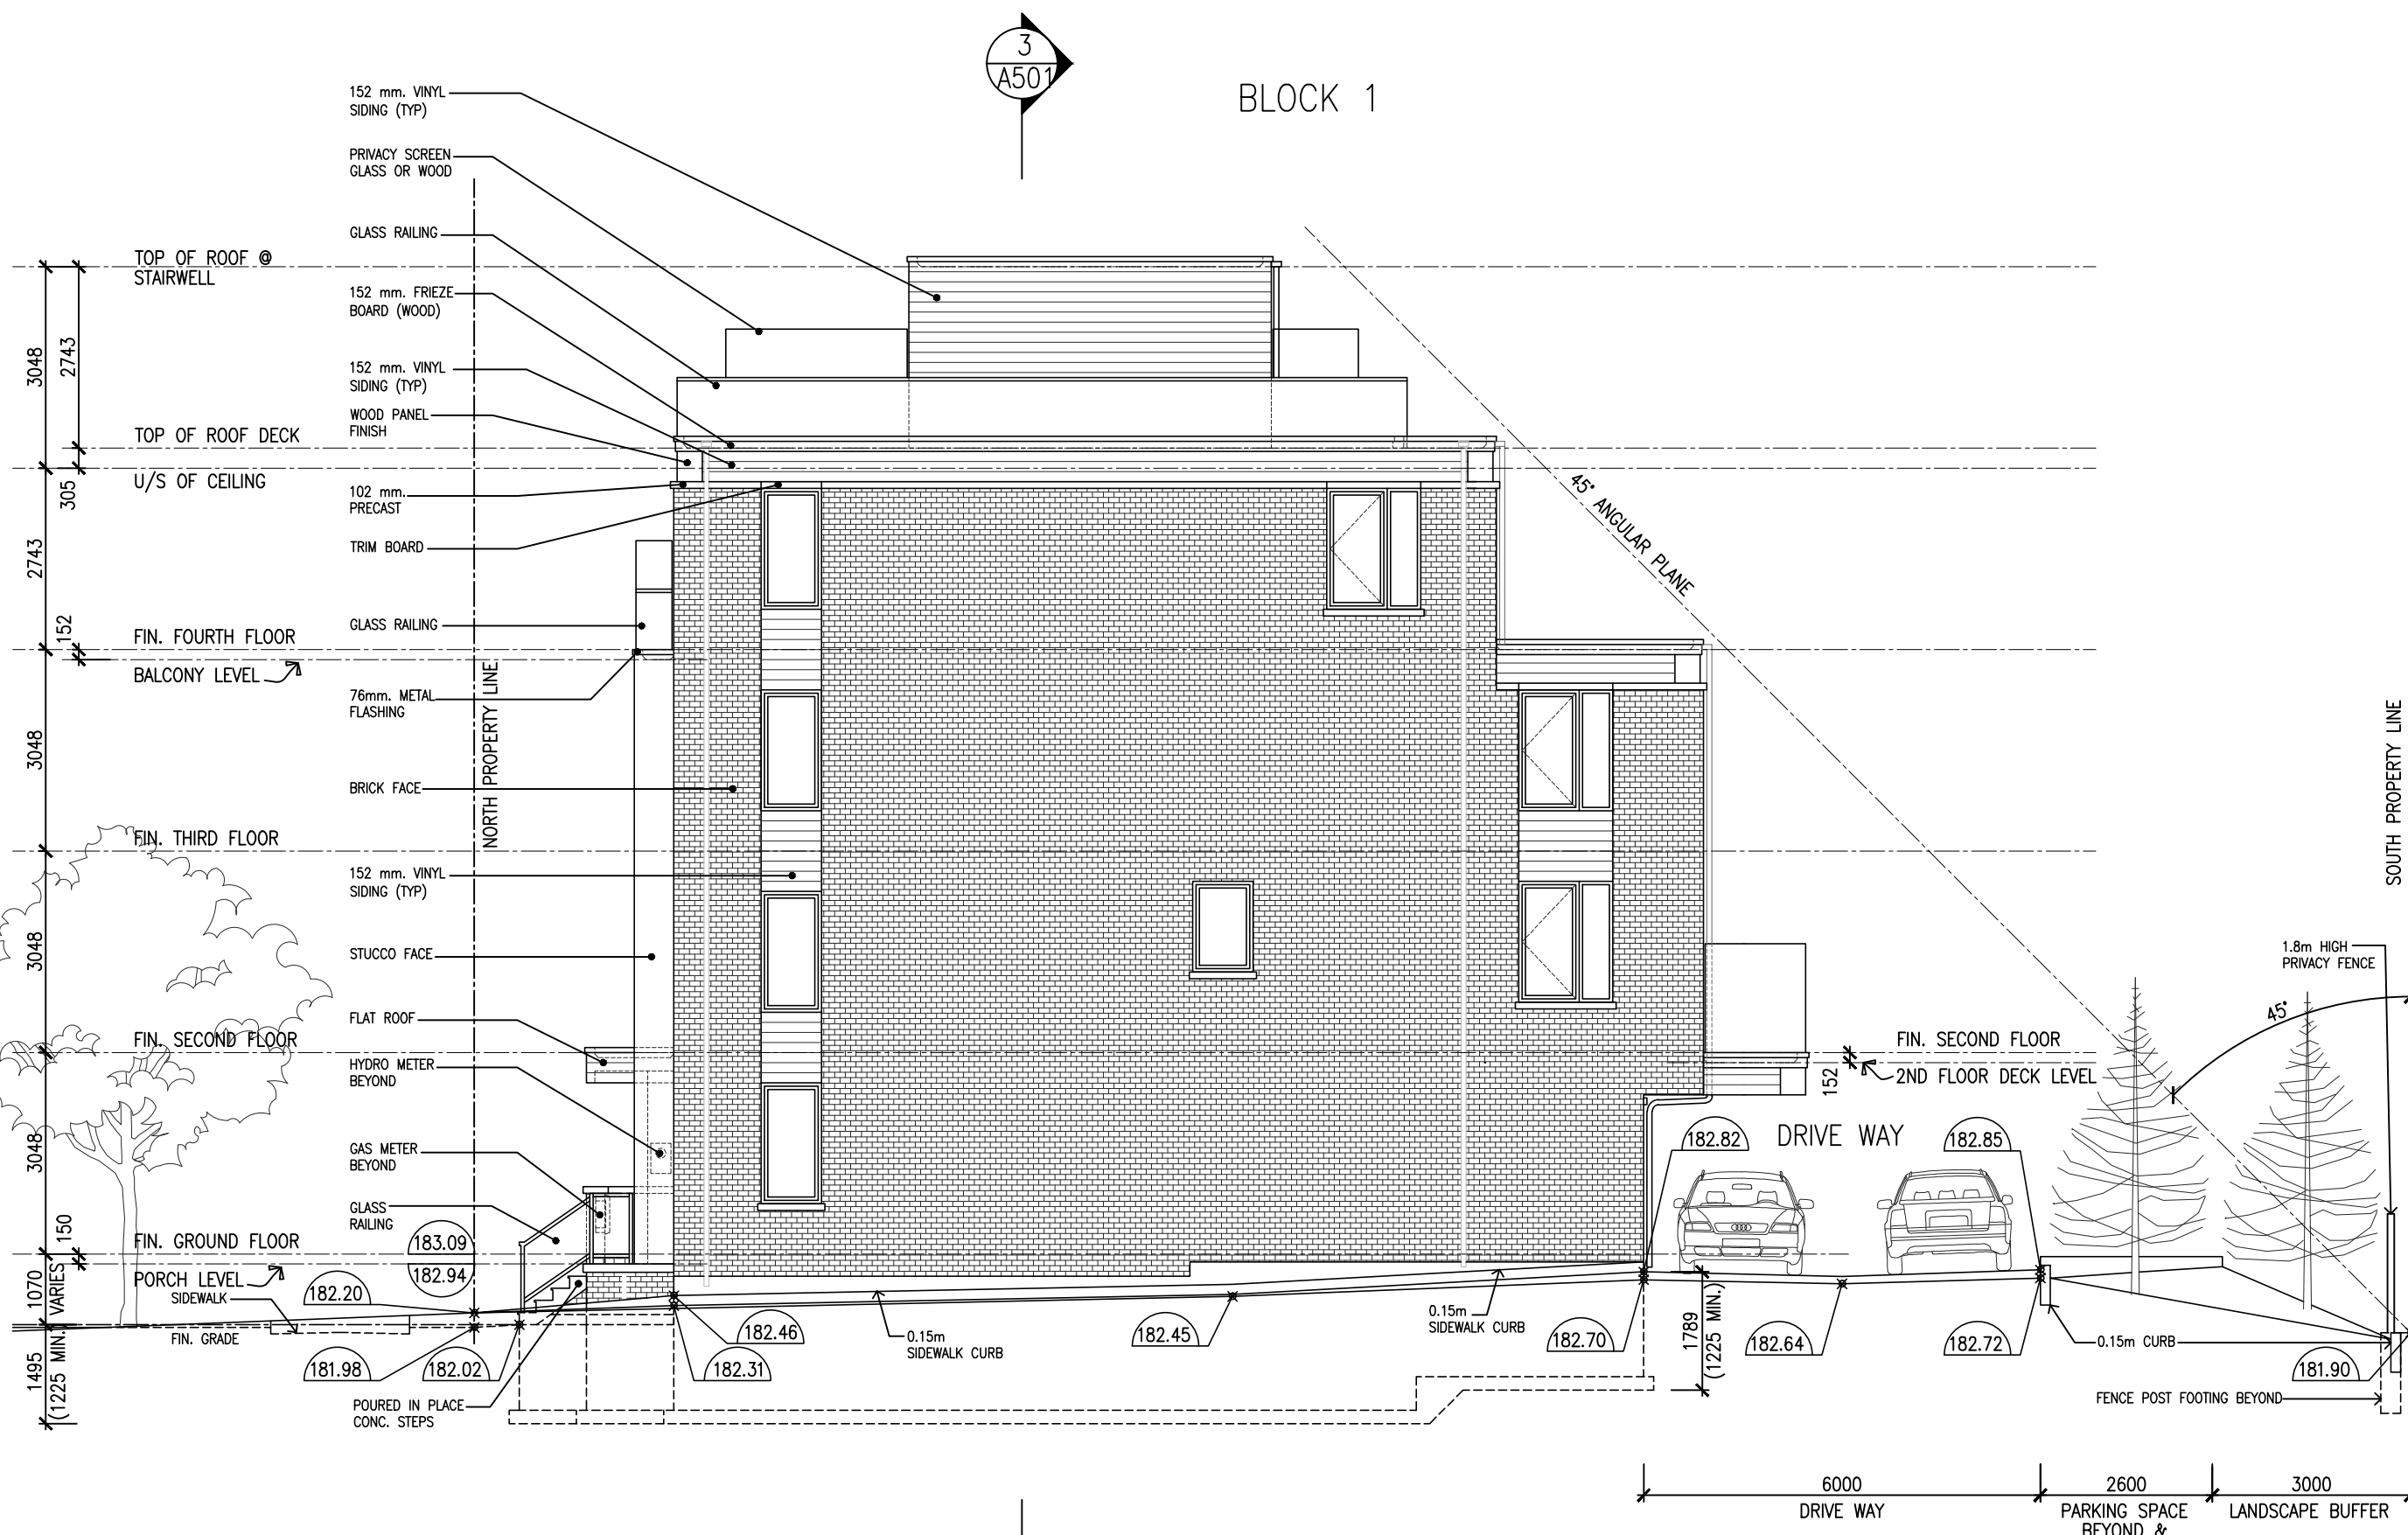 3
A501
BLOCK 1
152 mm. VINYL
SIDING (TYP)
PRIVACY SCREEN
GLASS OR WOOD
GLASS RAILING
152 mm. FRIEZE
BOARD (WOOD)
152 mm. VINYL
SIDING (TYP)
WOOD PANEL
FINISH
102 mm.
PRECAST
TRIM BOARD
GLASS RAILING
76mm. METAL
FLASHING
BRICK FACE
152 mm. VINYL
SIDING (TYP)
STUCCO FACE
FLAT ROOF
HYDRO METER
BEYOND
GAS METER
BEYOND
GLASS
RAILING
POURED IN PLACE
CONC. STEPS
TOP OF ROOF @
STAIRWELL
TOP OF ROOF DECK
U/S OF CEILING
FIN. FOURTH FLOOR
BALCONY LEVEL
FIN. THIRD FLOOR
FIN. SECOND FLOOR
FIN. GROUND FLOOR
PORCH LEVEL
SIDEWALK
FIN. GRADE
3048
2743
305
2743
152
3048
3048
3048
150
1070
VARIES
1495
(1225 MIN.)
NORTH PROPERTY LINE
45° ANGULAR PLANE
SOUTH PROPERTY LINE
1.8m HIGH
PRIVACY FENCE
45°
FIN. SECOND FLOOR
2ND FLOOR DECK LEVEL
152
DRIVE WAY
183.09
182.94
182.20
181.98
182.02
182.46
182.31
182.45
182.70
182.82
182.64
182.85
182.72
181.90
0.15m
SIDEWALK CURB
0.15m
SIDEWALK CURB
1789
(1225 MIN.)
0.15m CURB
FENCE POST FOOTING BEYOND
6000
DRIVE WAY
2600
PARKING SPACE
BEYOND &
3000
LANDSCAPE BUFFER